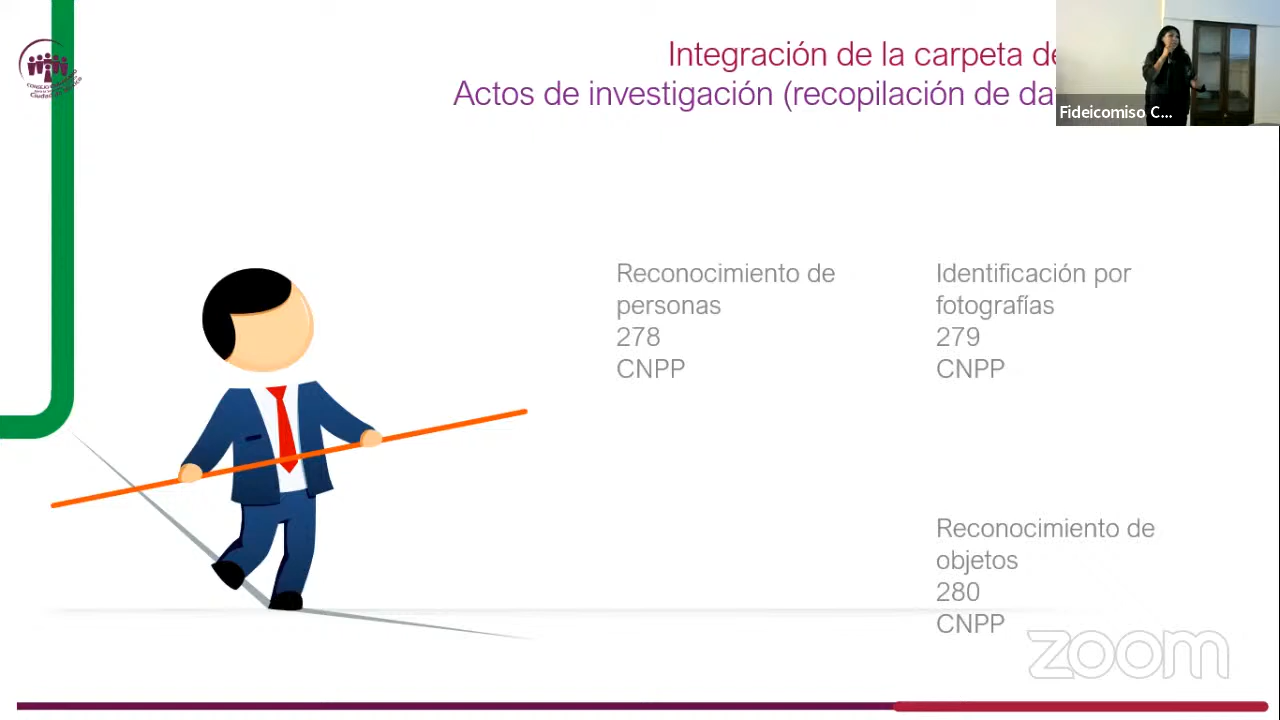 Integración de la carpeta de
Actos de investigación (recopilación de
Fideicomiso C...
Reconocimiento de
personas
278
CNPP
Identificación por
fotografías
279
CNPP
Reconocimiento de
objetos
280
CNPP
zoom